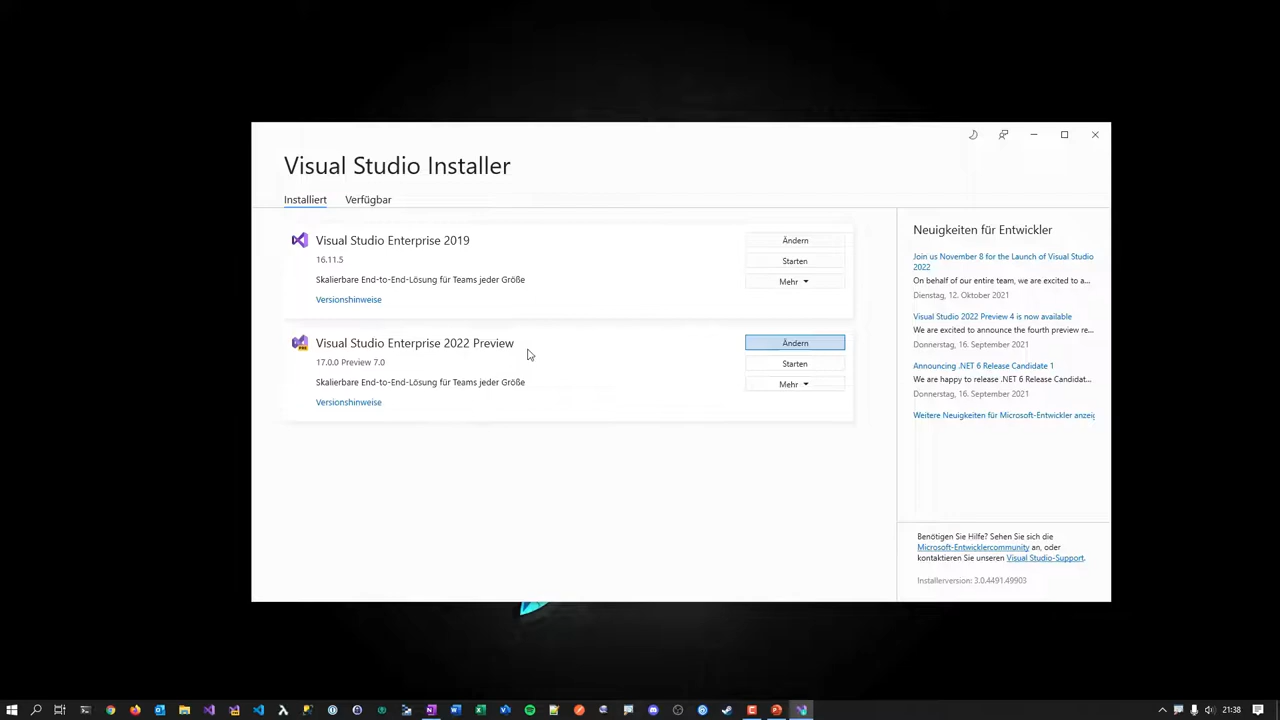 Visual Studio Installer
Installiert
Verfügbar
Visual Studio Enterprise 2019
16.11.5
Skalierbare End-to-End-Lösung für Teams jeder Größe
Versionshinweise
Ändern
Starten
Mehr
Visual Studio Enterprise 2022 Preview
17.0.0 Preview 7.0
Skalierbare End-to-End-Lösung für Teams jeder Größe
Versionshinweise
Ändern
Starten
Mehr
Neuigkeiten für Entwickler
Join us November 8 for the Launch of Visual Studio
2022
On behalf of our entire team, we are excited to a...
Dienstag, 12. Oktober 2021
Visual Studio 2022 Preview 4 is now available
We are excited to announce the fourth preview re...
Donnerstag, 16. September 2021
Announcing .NET 6 Release Candidate 1
We are happy to release .NET 6 Release Candidat...
Donnerstag, 16. September 2021
Weitere Neuigkeiten für Microsoft-Entwickler anzeig
Benötigen Sie Hilfe? Sehen Sie sich die
Microsoft-Entwicklercommunity an, oder
kontaktieren Sie unseren Visual Studio-Support.
Installerversion: 3.0.4491.49903
21:38